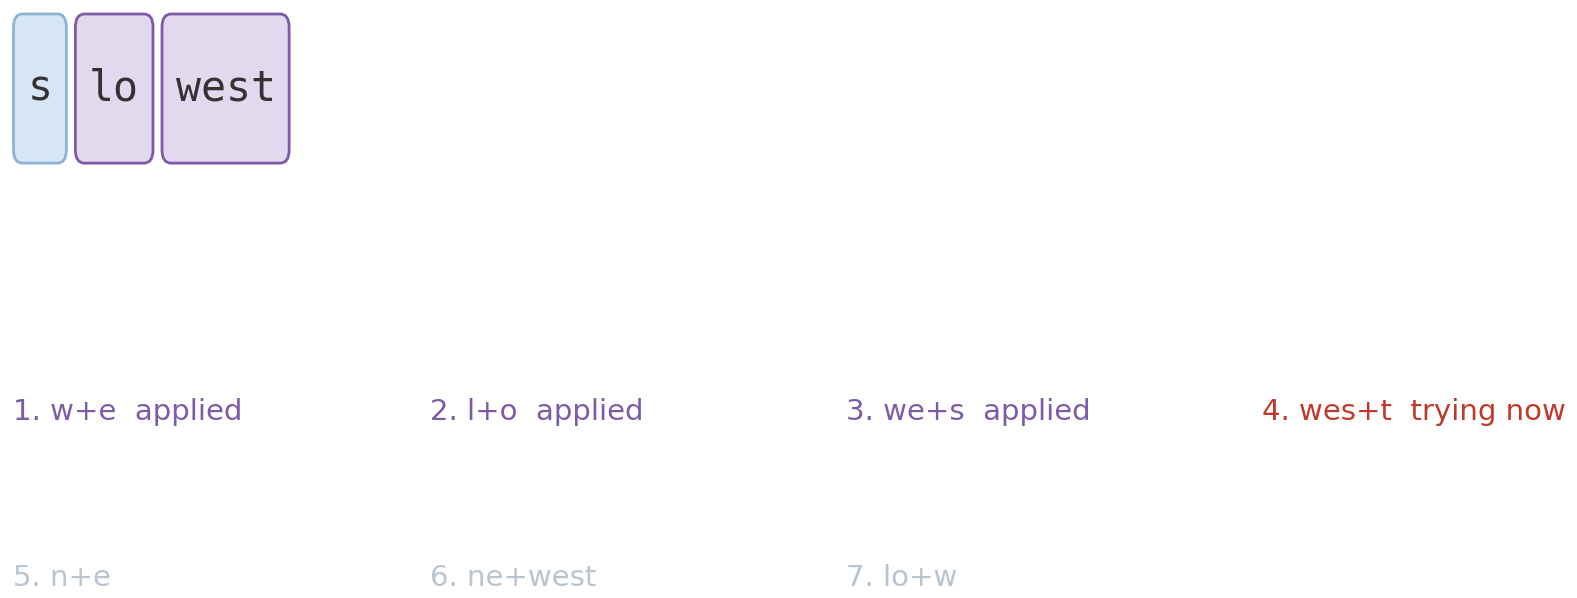 s lo west
1. w+e applied 2. l+o applied 3. we+s applied 4. wes+t trying now
5. n+e 6. ne+west 7. lo+w